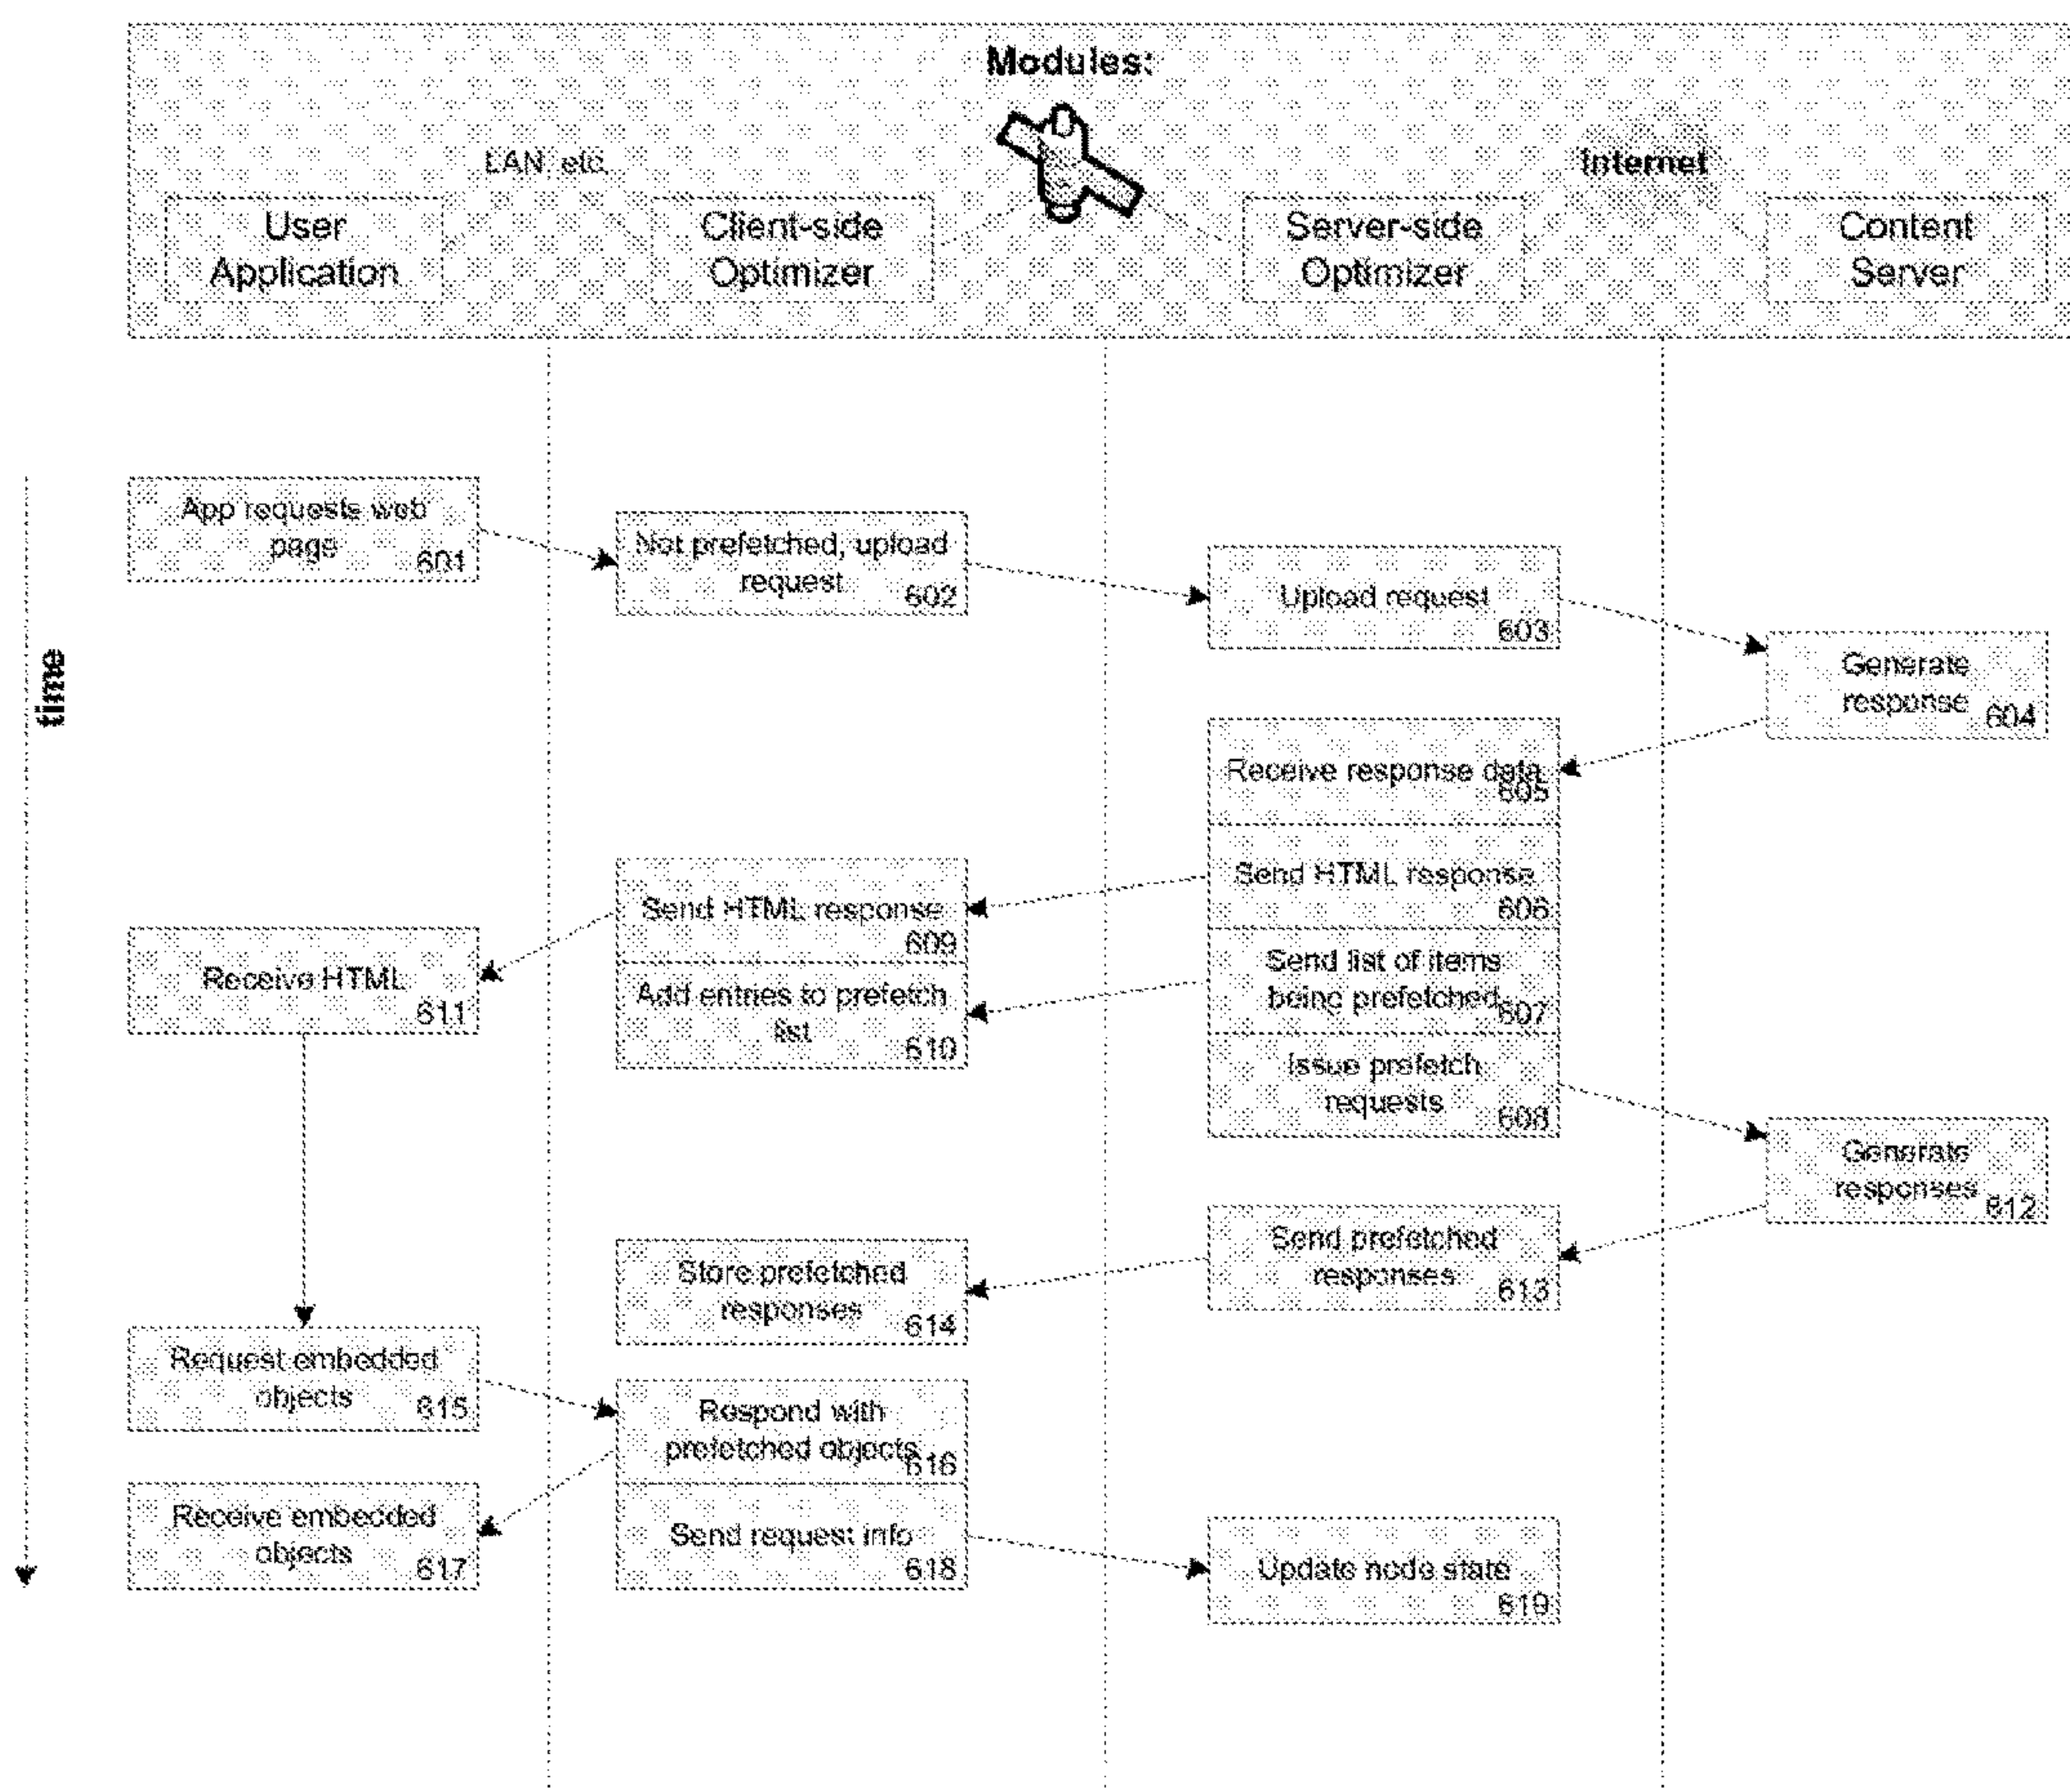 Modules:
LAN, etc.
Internet
User
Application
Client-side
Optimizer
Server-side
Optimizer
Content
Server
time
App requests web
page
601
Not prefetched, upload
request
602
Upload request
603
Generate
response
604
Receive response data
605
Send HTML response
606
Send HTML response
609
Receive HTML
611
Send list of items
being prefetched
607
Add entries to prefetch
list
610
Issue prefetch
requests
608
Generate
responses
612
Send prefetched
responses
613
Store prefetched
responses
614
Request embedded
objects
615
Respond with
prefetched objects
616
Receive embedded
objects
617
Send request info
618
Update node state
619